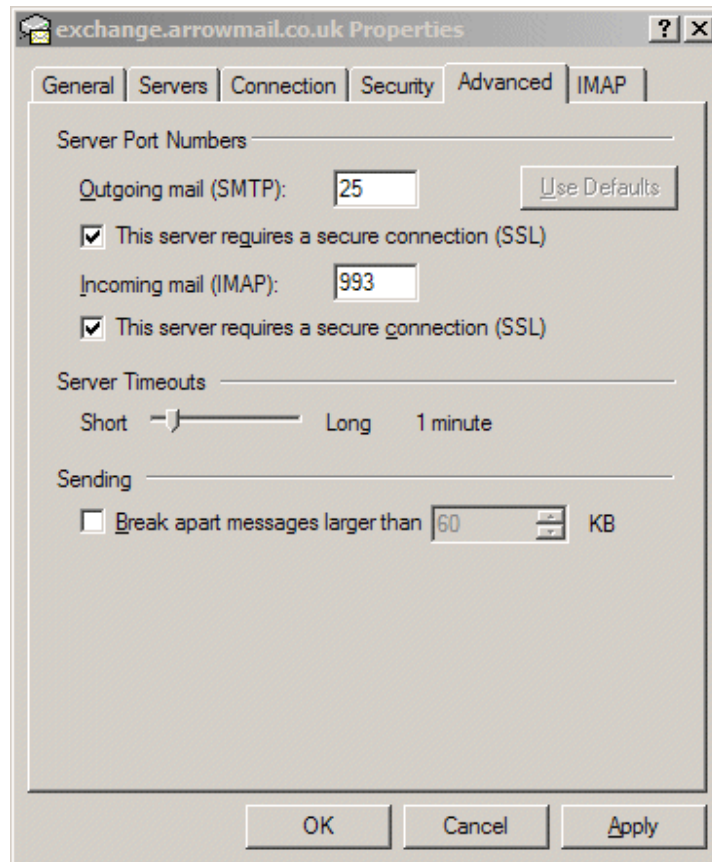 exchange.arrowmail.co.uk Properties
General Servers Connection Security Advanced IMAP
Server Port Numbers
Outgoing mail (SMTP): 25 Use Defaults
This server requires a secure connection (SSL)
Incoming mail (IMAP): 993
This server requires a secure connection (SSL)
Server Timeouts
Short Long 1 minute
Sending
Break apart messages larger than 60 KB
OK Cancel Apply